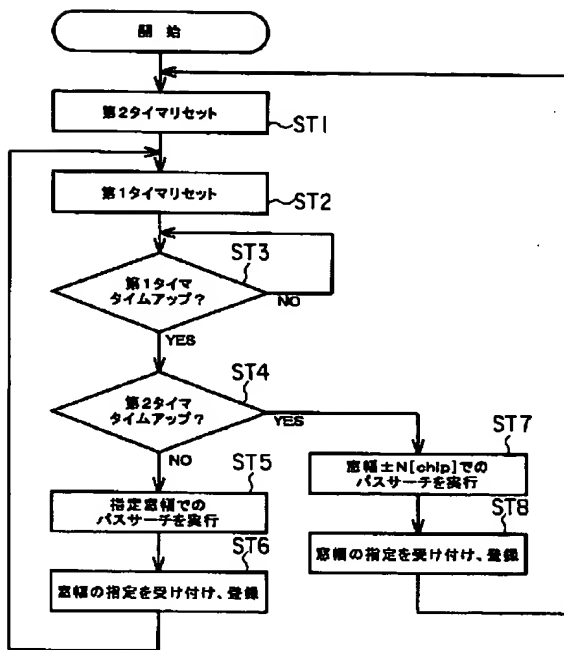 開始
第2タイマリセット
ST1
第1タイマリセット
ST2
ST3
第1タイマ
タイムアップ?
NO
YES
ST4
第2タイマ
タイムアップ?
YES
NO
ST5
指定窓幅での
パスサーチを実行
ST6
窓幅の指定を受け付け、登録
ST7
窓幅±N[chip]での
パスサーチを実行
ST8
窓幅の指定を受け付け、登録